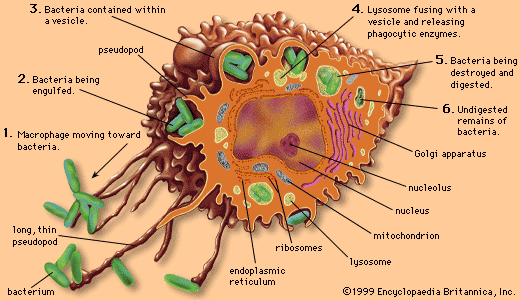 3. Bacteria contained within
a vesicle.
4. Lysosome fusing with a
vesicle and releasing
phagocytic enzymes.
pseudopod
5. Bacteria being
destroyed and
digested.
2. Bacteria being
engulfed.
6. Undigested
remains of
bacteria.
1. Macrophage moving toward
bacteria.
Golgi apparatus
nucleolus
nucleus
long, thin
pseudopod
mitochondrion
ribosomes
lysosome
endoplasmic
reticulum
bacterium
©1999 Encyclopaedia Britannica, Inc.